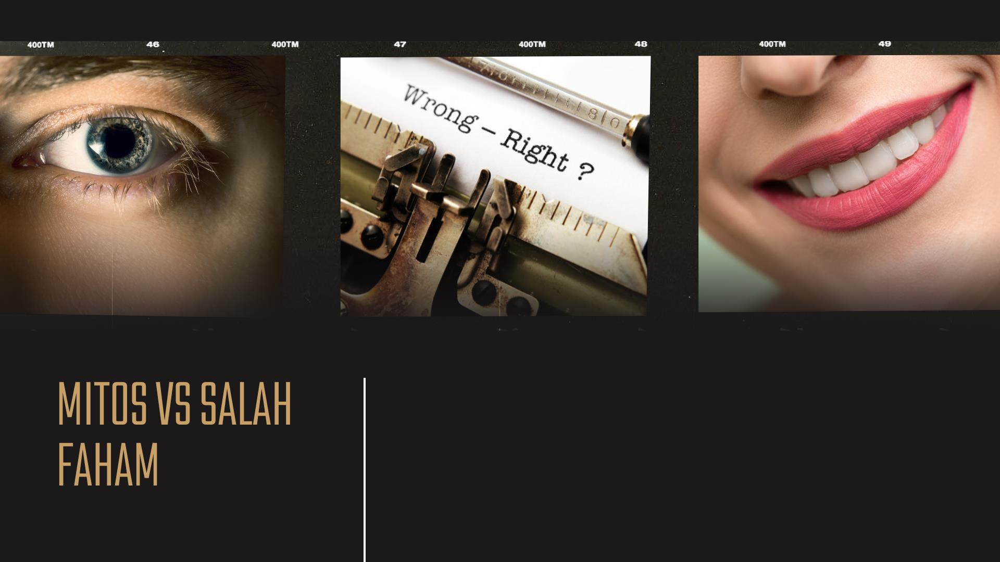 400TM 46 400TM 47 400TM 48 400TM 49
Wrong – Right ?
MITOS VS SALAH
FAHAM